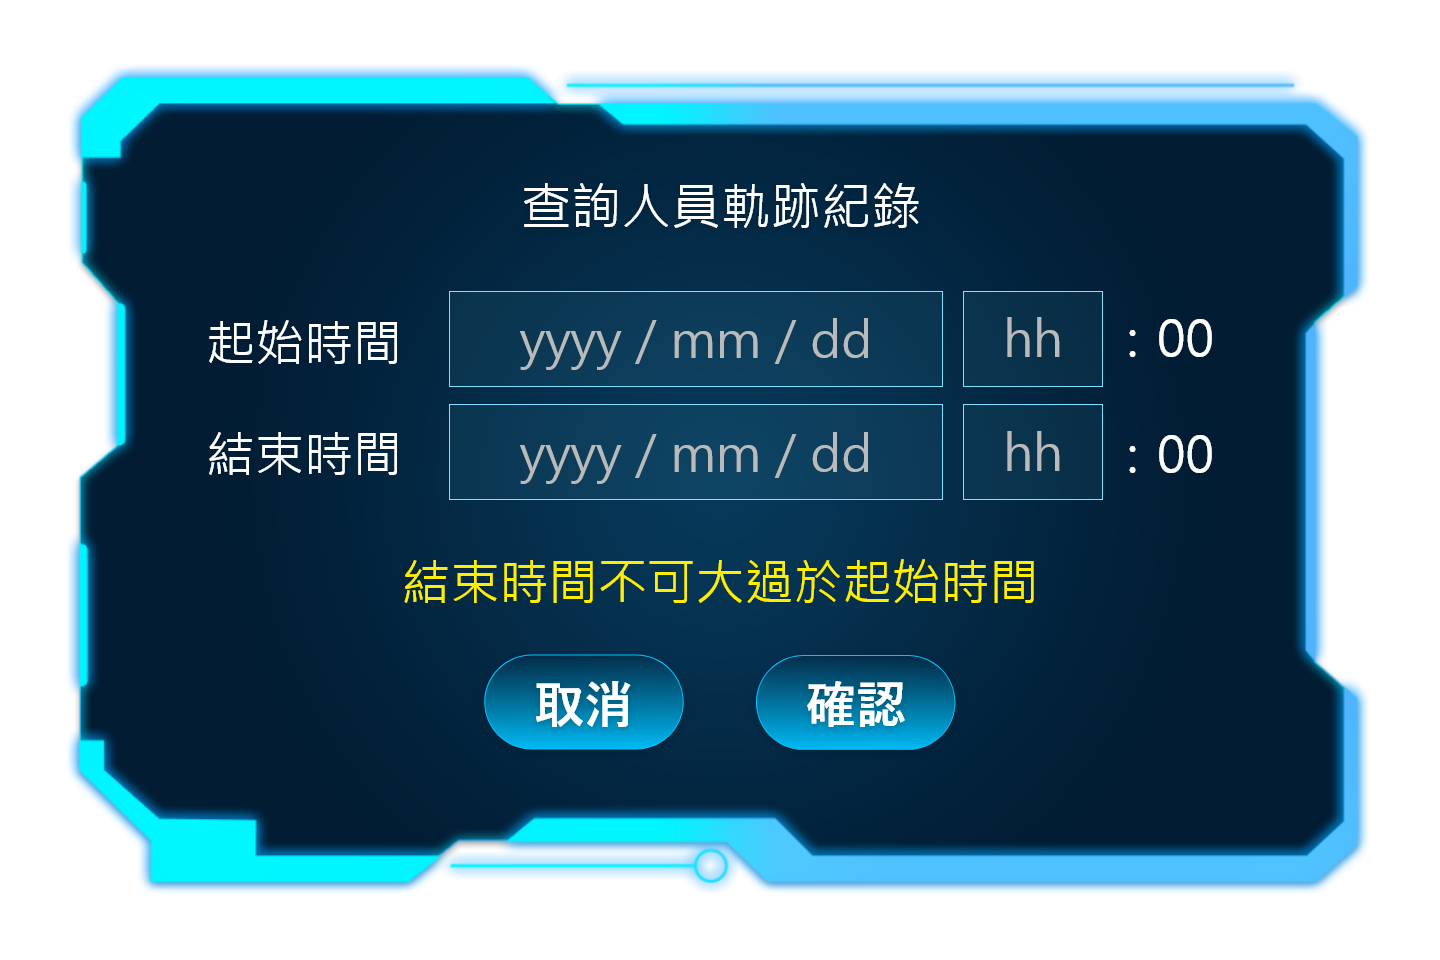 查詢人員軌跡紀錄
起始時間 yyyy / mm / dd hh : 00
結束時間 yyyy / mm / dd hh : 00
結束時間不可大過於起始時間
取消 確認